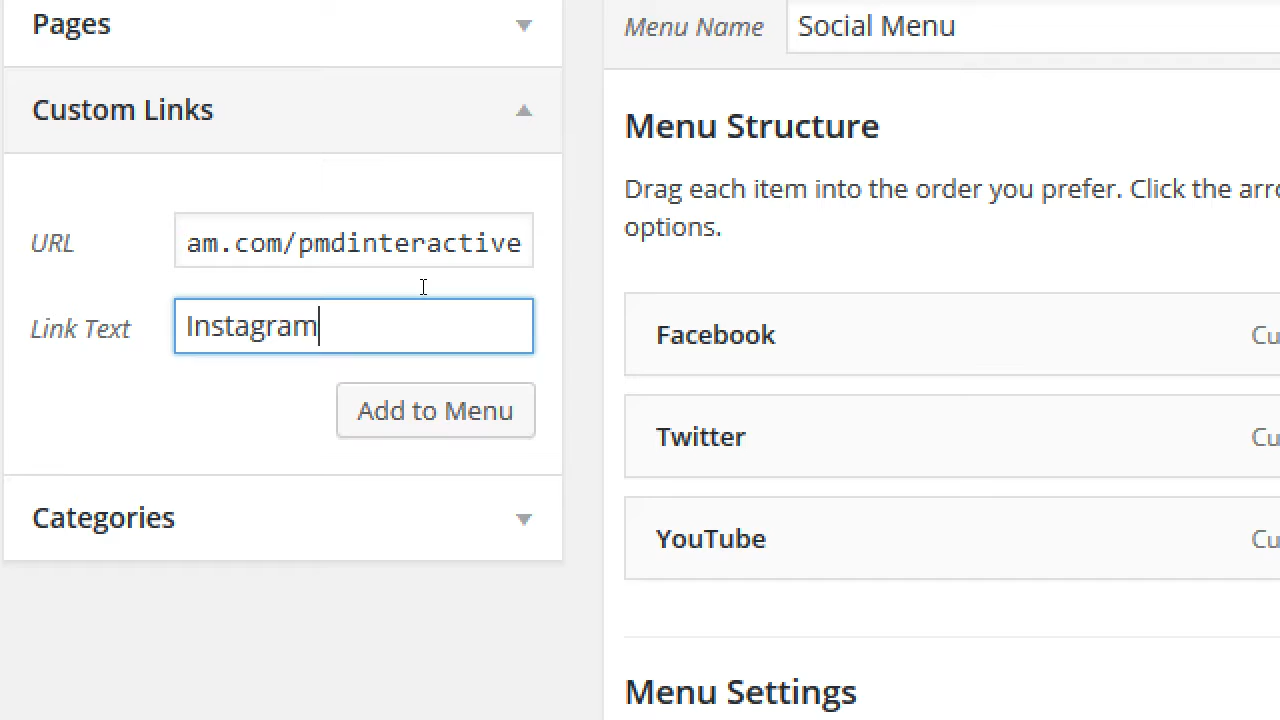 Pages
Custom Links
URL
am.com/pmdinteractive
Link Text
Instagram
Add to Menu
Categories
Menu Name
Social Menu
Menu Structure
Drag each item into the order you prefer. Click the arro
options.
Facebook
Cu
Twitter
Cu
YouTube
Cu
Menu Settings